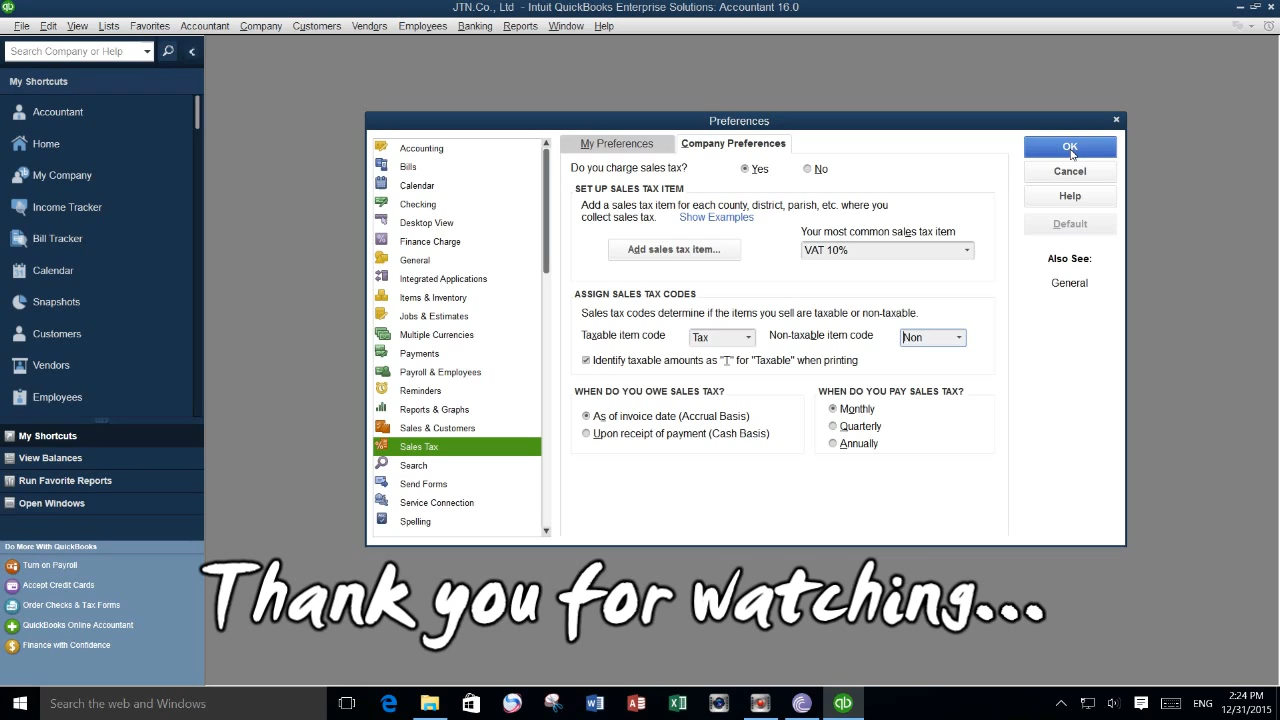 JTN.Co., Ltd - Intuit QuickBooks Enterprise Solutions: Accountant 16.0
File Edit View Lists Favorites Accountant Company Customers Vendors Employees Banking Reports Window Help
Search Company or Help
My Shortcuts
Accountant
Home
My Company
Income Tracker
Bill Tracker
Calendar
Snapshots
Customers
Vendors
Employees
My Shortcuts
View Balances
Run Favorite Reports
Open Windows
Do More With QuickBooks
Turn on Payroll
Accept Credit Cards
Order Checks & Tax Forms
QuickBooks Online Accountant
Finance with Confidence
Preferences
Accounting
Bills
Calendar
Checking
Desktop View
Finance Charge
General
Integrated Applications
Items & Inventory
Jobs & Estimates
Multiple Currencies
Payments
Payroll & Employees
Reminders
Reports & Graphs
Sales & Customers
Sales Tax
Search
Send Forms
Service Connection
Spelling
My Preferences Company Preferences
Do you charge sales tax? Yes No
SET UP SALES TAX ITEM
Add a sales tax item for each county, district, parish, etc. where you
collect sales tax. Show Examples
Your most common sales tax item
Add sales tax item... VAT 10%
ASSIGN SALES TAX CODES
Sales tax codes determine if the items you sell are taxable or non-taxable.
Taxable item code Tax Non-taxable item code Non
Identify taxable amounts as "T" for "Taxable" when printing
WHEN DO YOU OWE SALES TAX?
As of invoice date (Accrual Basis)
Upon receipt of payment (Cash Basis)
WHEN DO YOU PAY SALES TAX?
Monthly
Quarterly
Annually
OK
Cancel
Help
Default
Also See:
General
Thank you for watching...
Search the web and Windows
ENG
2:24 PM
12/31/2015